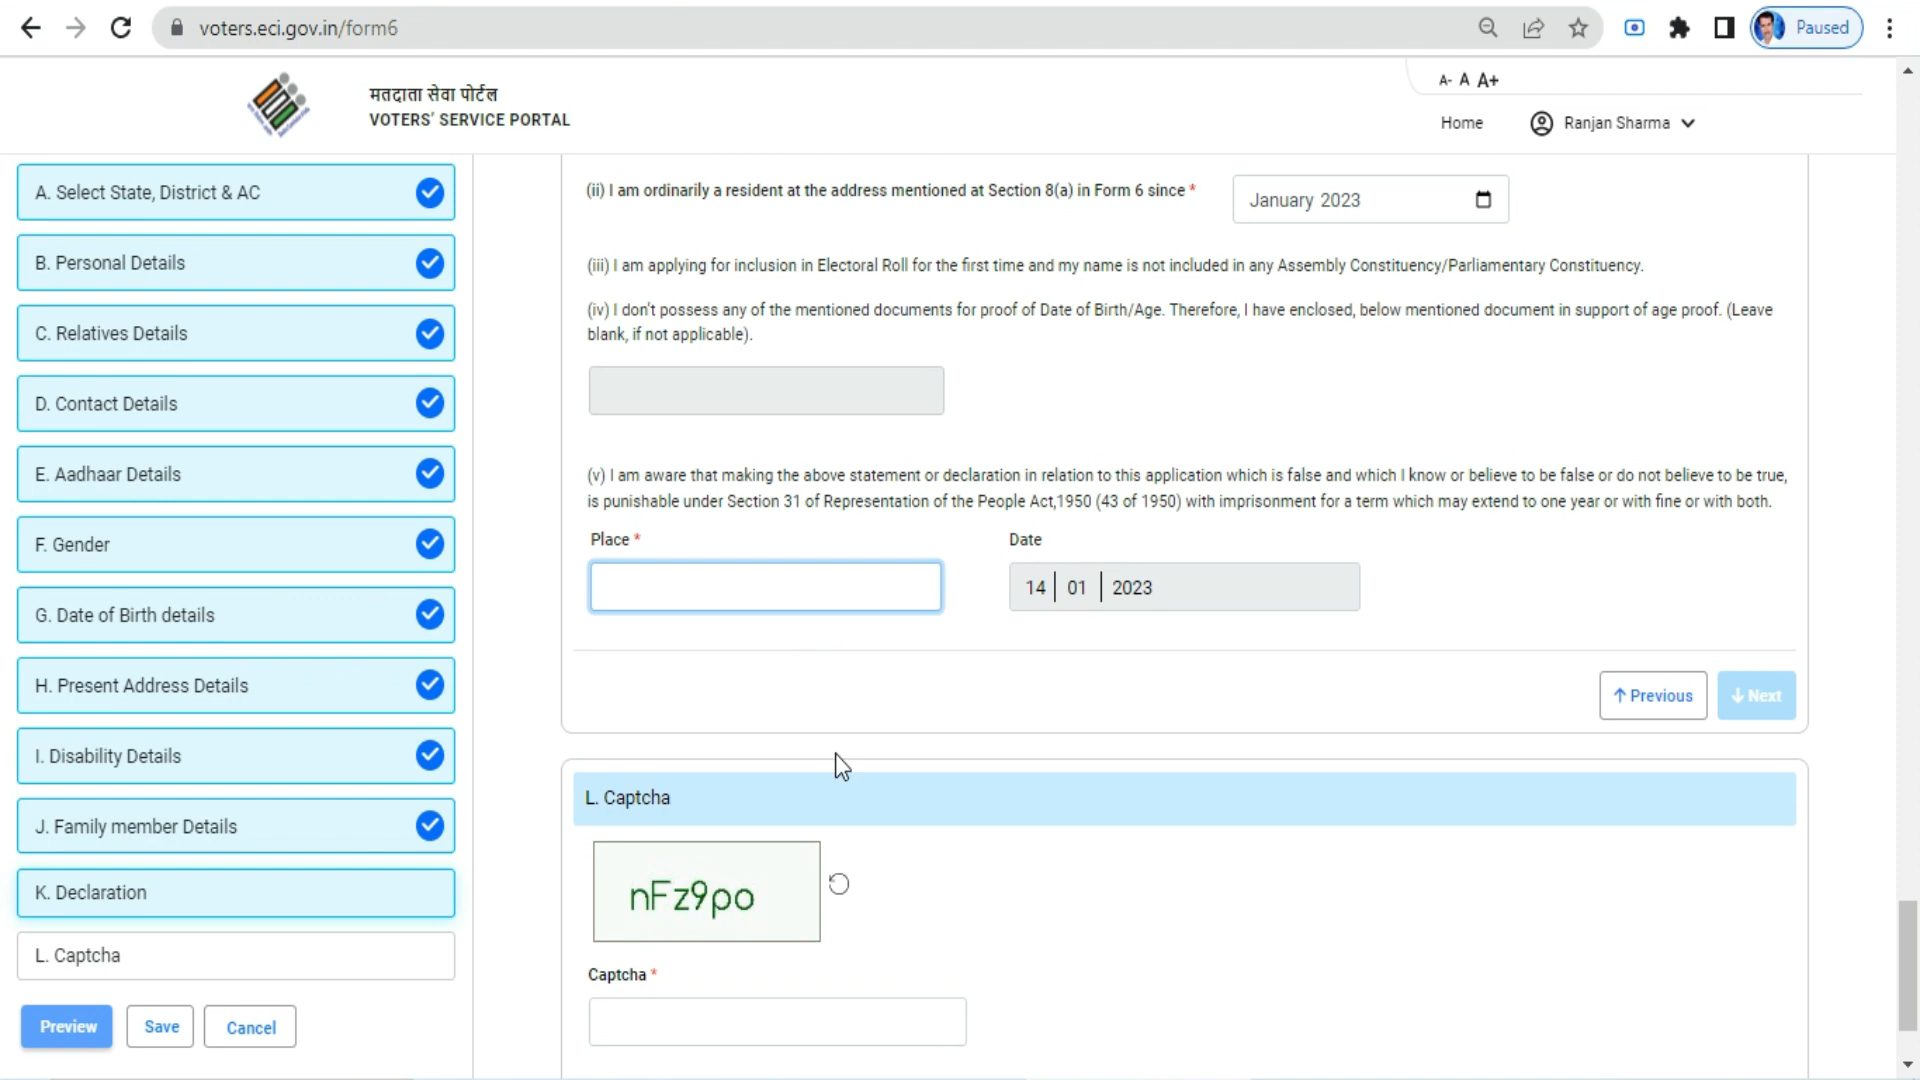 voters.eci.gov.in/form6
Paused
मतदाता सेवा पोर्टल
VOTERS' SERVICE PORTAL
A- A A+
Home
Ranjan Sharma
A. Select State, District & AC
B. Personal Details
C. Relatives Details
D. Contact Details
E. Aadhaar Details
F. Gender
G. Date of Birth details
H. Present Address Details
I. Disability Details
J. Family member Details
K. Declaration
L. Captcha
Preview
Save
Cancel
(ii) I am ordinarily a resident at the address mentioned at Section 8(a) in Form 6 since *
January 2023
(iii) I am applying for inclusion in Electoral Roll for the first time and my name is not included in any Assembly Constituency/Parliamentary Constituency.
(iv) I don't possess any of the mentioned documents for proof of Date of Birth/Age. Therefore, I have enclosed, below mentioned document in support of age proof. (Leave
blank, if not applicable).
(v) I am aware that making the above statement or declaration in relation to this application which is false and which I know or believe to be false or do not believe to be true,
is punishable under Section 31 of Representation of the People Act,1950 (43 of 1950) with imprisonment for a term which may extend to one year or with fine or with both.
Place *
Date
14 | 01 | 2023
Previous
Next
L. Captcha
nFz9po
Captcha *